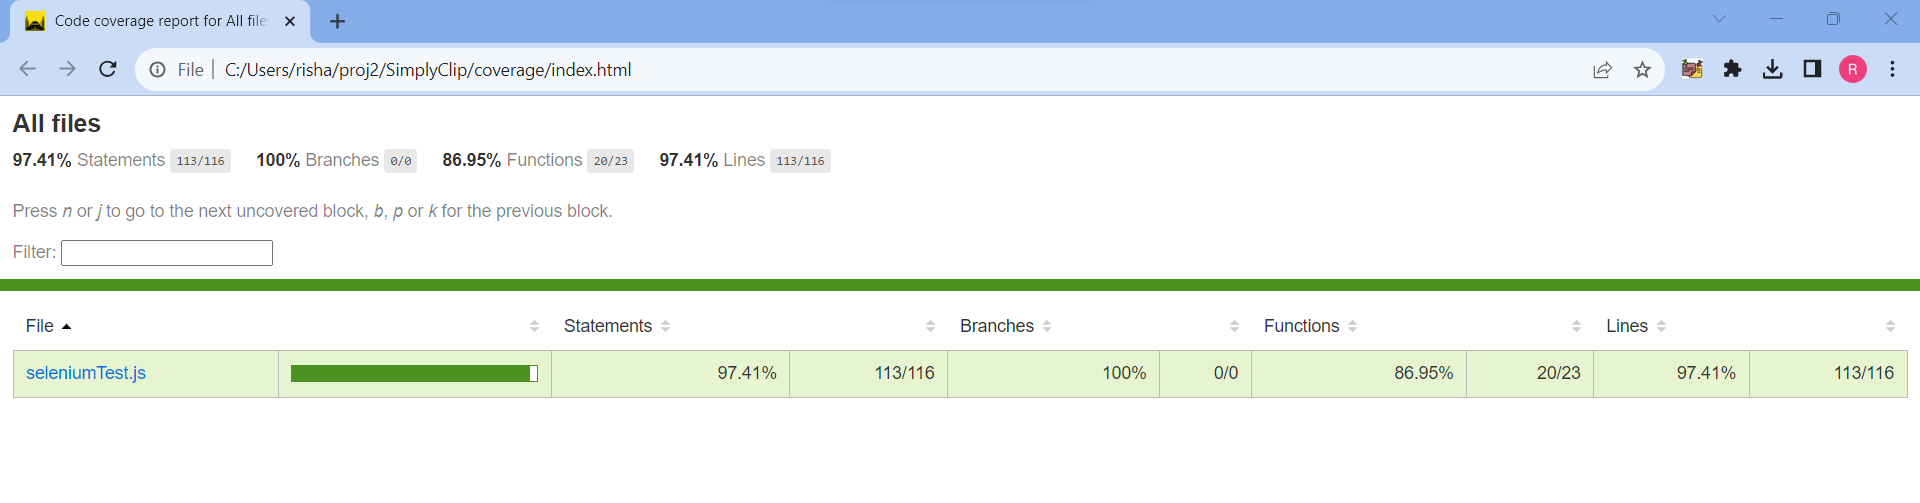 Code coverage report for All file
File C:/Users/risha/proj2/SimplyClip/coverage/index.html
R
All files
97.41% Statements 113/116 100% Branches 0/0 86.95% Functions 20/23 97.41% Lines 113/116
Press n or j to go to the next uncovered block, b, p or k for the previous block.
Filter:
File Statements Branches Functions Lines
seleniumTest.js 97.41% 113/116 100% 0/0 86.95% 20/23 97.41% 113/116